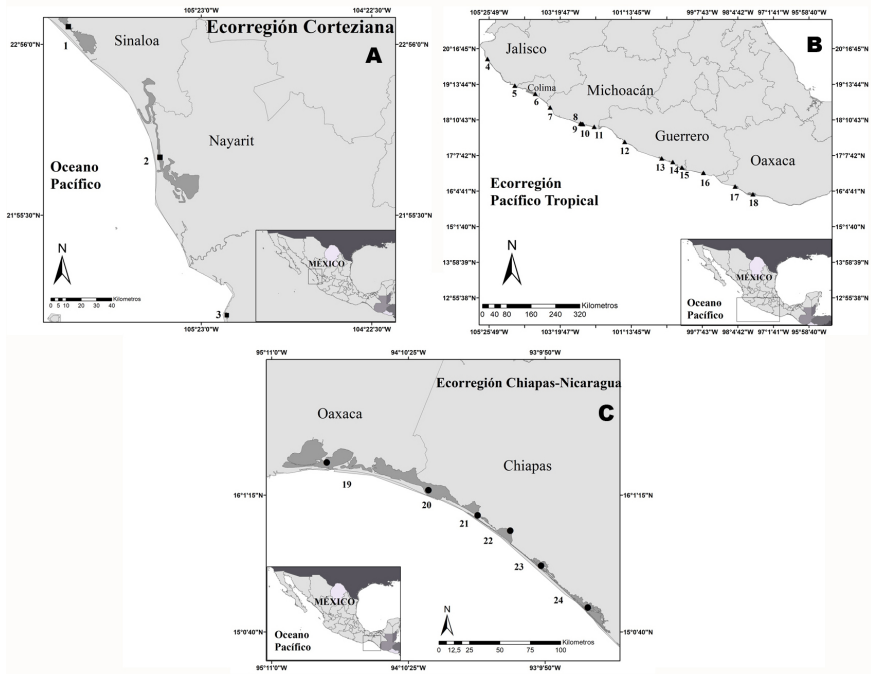 105°23'0"W
104°22'30"W
Ecorregión Corteziana
A
22°56'0"N
22°56'0"N
1
Sinaloa
Nayarit
2
Oceano
Pacífico
21°55'30"N
21°55'30"N
N
0 5 10 20 30 40 Kilometros
MÉXICO
3
105°23'0"W
104°22'30"W
105°25'49"W
103°19'47"W
101°13'45"W
99°7'43"W
97°1'41"W
98°4'42"W
95°58'40"W
B
20°16'45"N
20°16'45"N
Jalisco
4
19°13'44"N
19°13'44"N
5
Colima
6
Michoacán
7
18°10'43"N
18°10'43"N
8
9
10
11
Guerrero
12
17°7'42"N
17°7'42"N
13
14
15
16
Oaxaca
17
18
16°4'41"N
16°4'41"N
Ecorregión
Pacífico Tropical
15°1'40"N
15°1'40"N
N
13°58'39"N
13°58'39"N
12°55'38"N
12°55'38"N
0 40 80 160 240 320
Kilometros
MÉXICO
Oceano
Pacífico
105°25'49"W
103°19'47"W
101°13'45"W
99°7'43"W
98°4'42"W
97°1'41"W
95°58'40"W
95°11'0"W
94°10'25"W
93°9'50"W
Ecorregión Chiapas-Nicaragua
C
Oaxaca
Chiapas
16°1'15"N
16°1'15"N
19
20
21
22
23
24
MÉXICO
Oceano
Pacífico
N
0 12,5 25 50 75 100
Kilometros
15°0'40"N
15°0'40"N
95°11'0"W
94°10'25"W
93°9'50"W